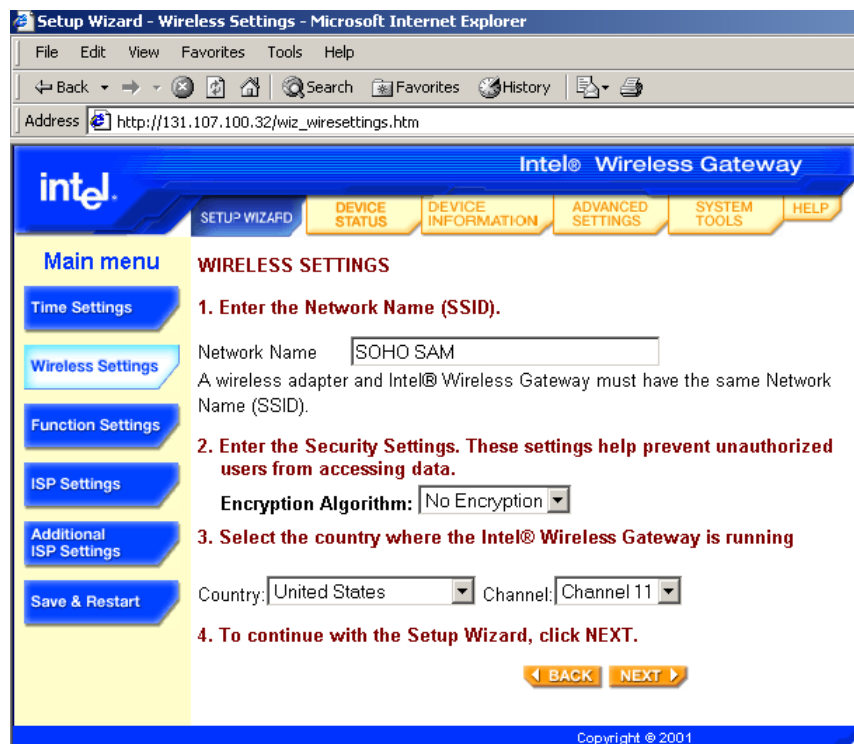 Setup Wizard - Wireless Settings - Microsoft Internet Explorer
File Edit View Favorites Tools Help
Back Search Favorites History
Address http://131.107.100.32/wiz_wiresettings.htm
intel.
Intel® Wireless Gateway
SETUP WIZARD DEVICE STATUS DEVICE INFORMATION ADVANCED SETTINGS SYSTEM TOOLS HELP
Main menu
Time Settings
Wireless Settings
Function Settings
ISP Settings
Additional
ISP Settings
Save & Restart
WIRELESS SETTINGS
1. Enter the Network Name (SSID).
Network Name SOHO SAM
A wireless adapter and Intel® Wireless Gateway must have the same Network
Name (SSID).
2. Enter the Security Settings. These settings help prevent unauthorized
users from accessing data.
Encryption Algorithm: No Encryption
3. Select the country where the Intel® Wireless Gateway is running
Country: United States Channel: Channel 11
4. To continue with the Setup Wizard, click NEXT.
BACK NEXT
Copyright © 2001